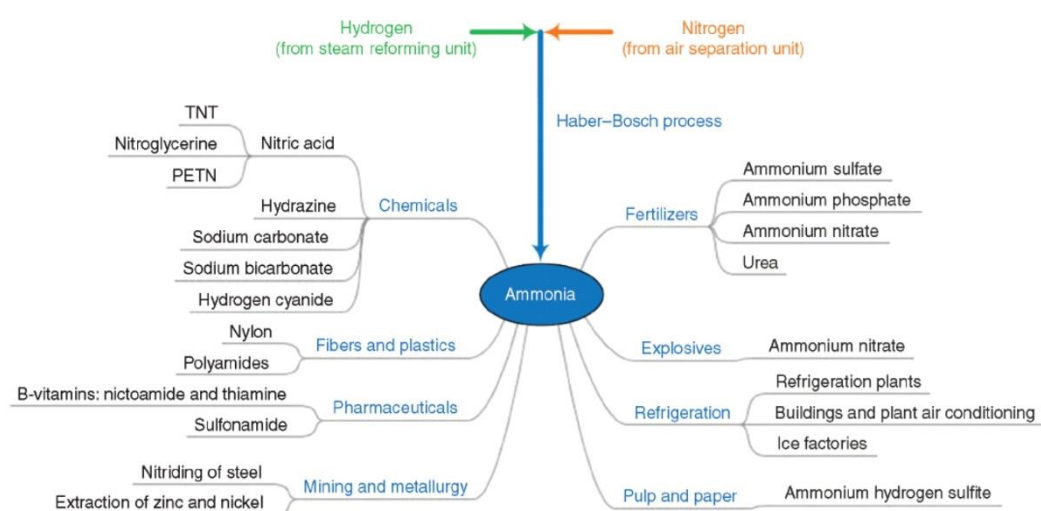 Hydrogen
(from steam reforming unit)
Nitrogen
(from air separation unit)
Haber–Bosch process
TNT
Nitroglycerine
PETN
Nitric acid
Hydrazine
Sodium carbonate
Sodium bicarbonate
Hydrogen cyanide
Chemicals
Nylon
Polyamides
Fibers and plastics
B-vitamins: nictoamide and thiamine
Sulfonamide
Pharmaceuticals
Nitriding of steel
Extraction of zinc and nickel
Mining and metallurgy
Ammonia
Fertilizers
Ammonium sulfate
Ammonium phosphate
Ammonium nitrate
Urea
Explosives
Ammonium nitrate
Refrigeration
Refrigeration plants
Buildings and plant air conditioning
Ice factories
Pulp and paper
Ammonium hydrogen sulfite